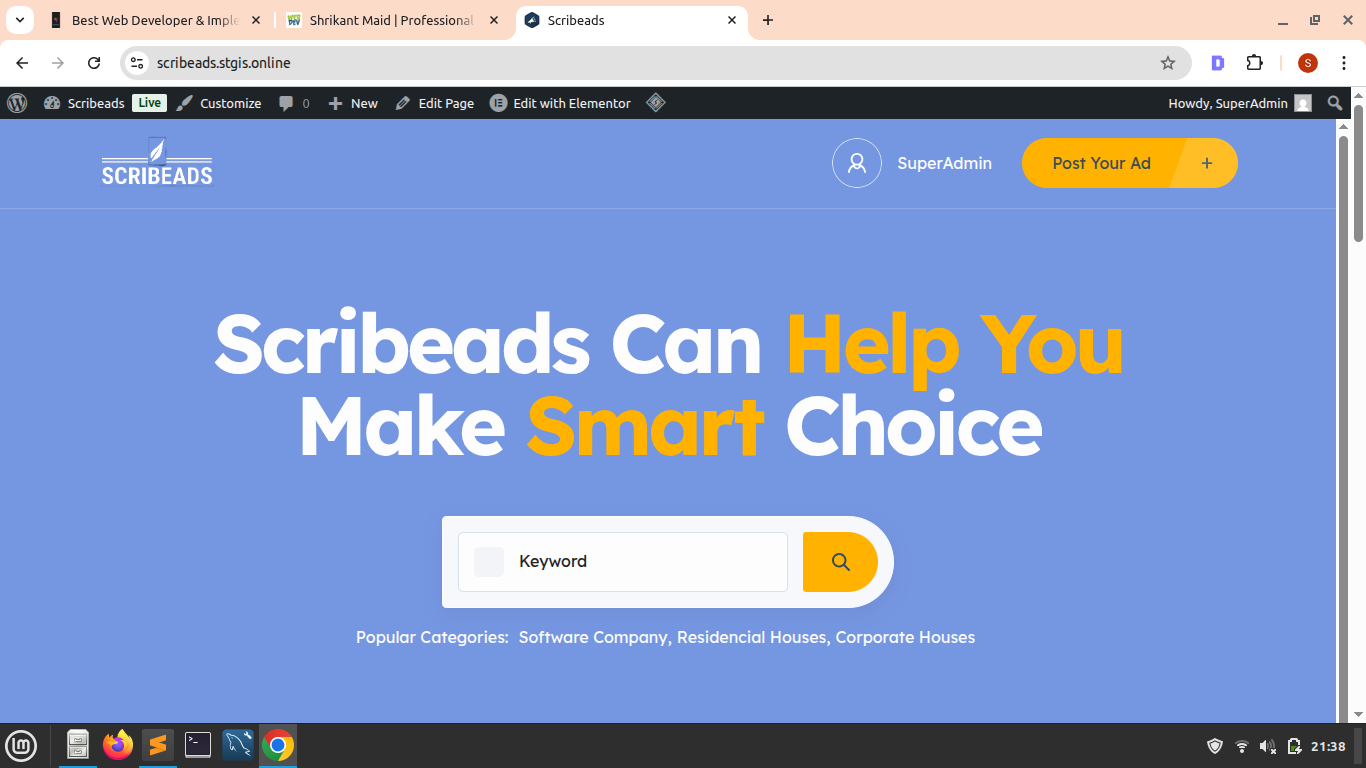 Best Web Developer & Imple
Shrikant Maid | Professional
Scribeads
scribeads.stgis.online
S
Scribeads Live Customize 0 New Edit Page Edit with Elementor Howdy, SuperAdmin
SCRIBEADS
SuperAdmin
Post Your Ad +
Scribeads Can Help You
Make Smart Choice
Keyword
Popular Categories: Software Company, Residencial Houses, Corporate Houses
21:38